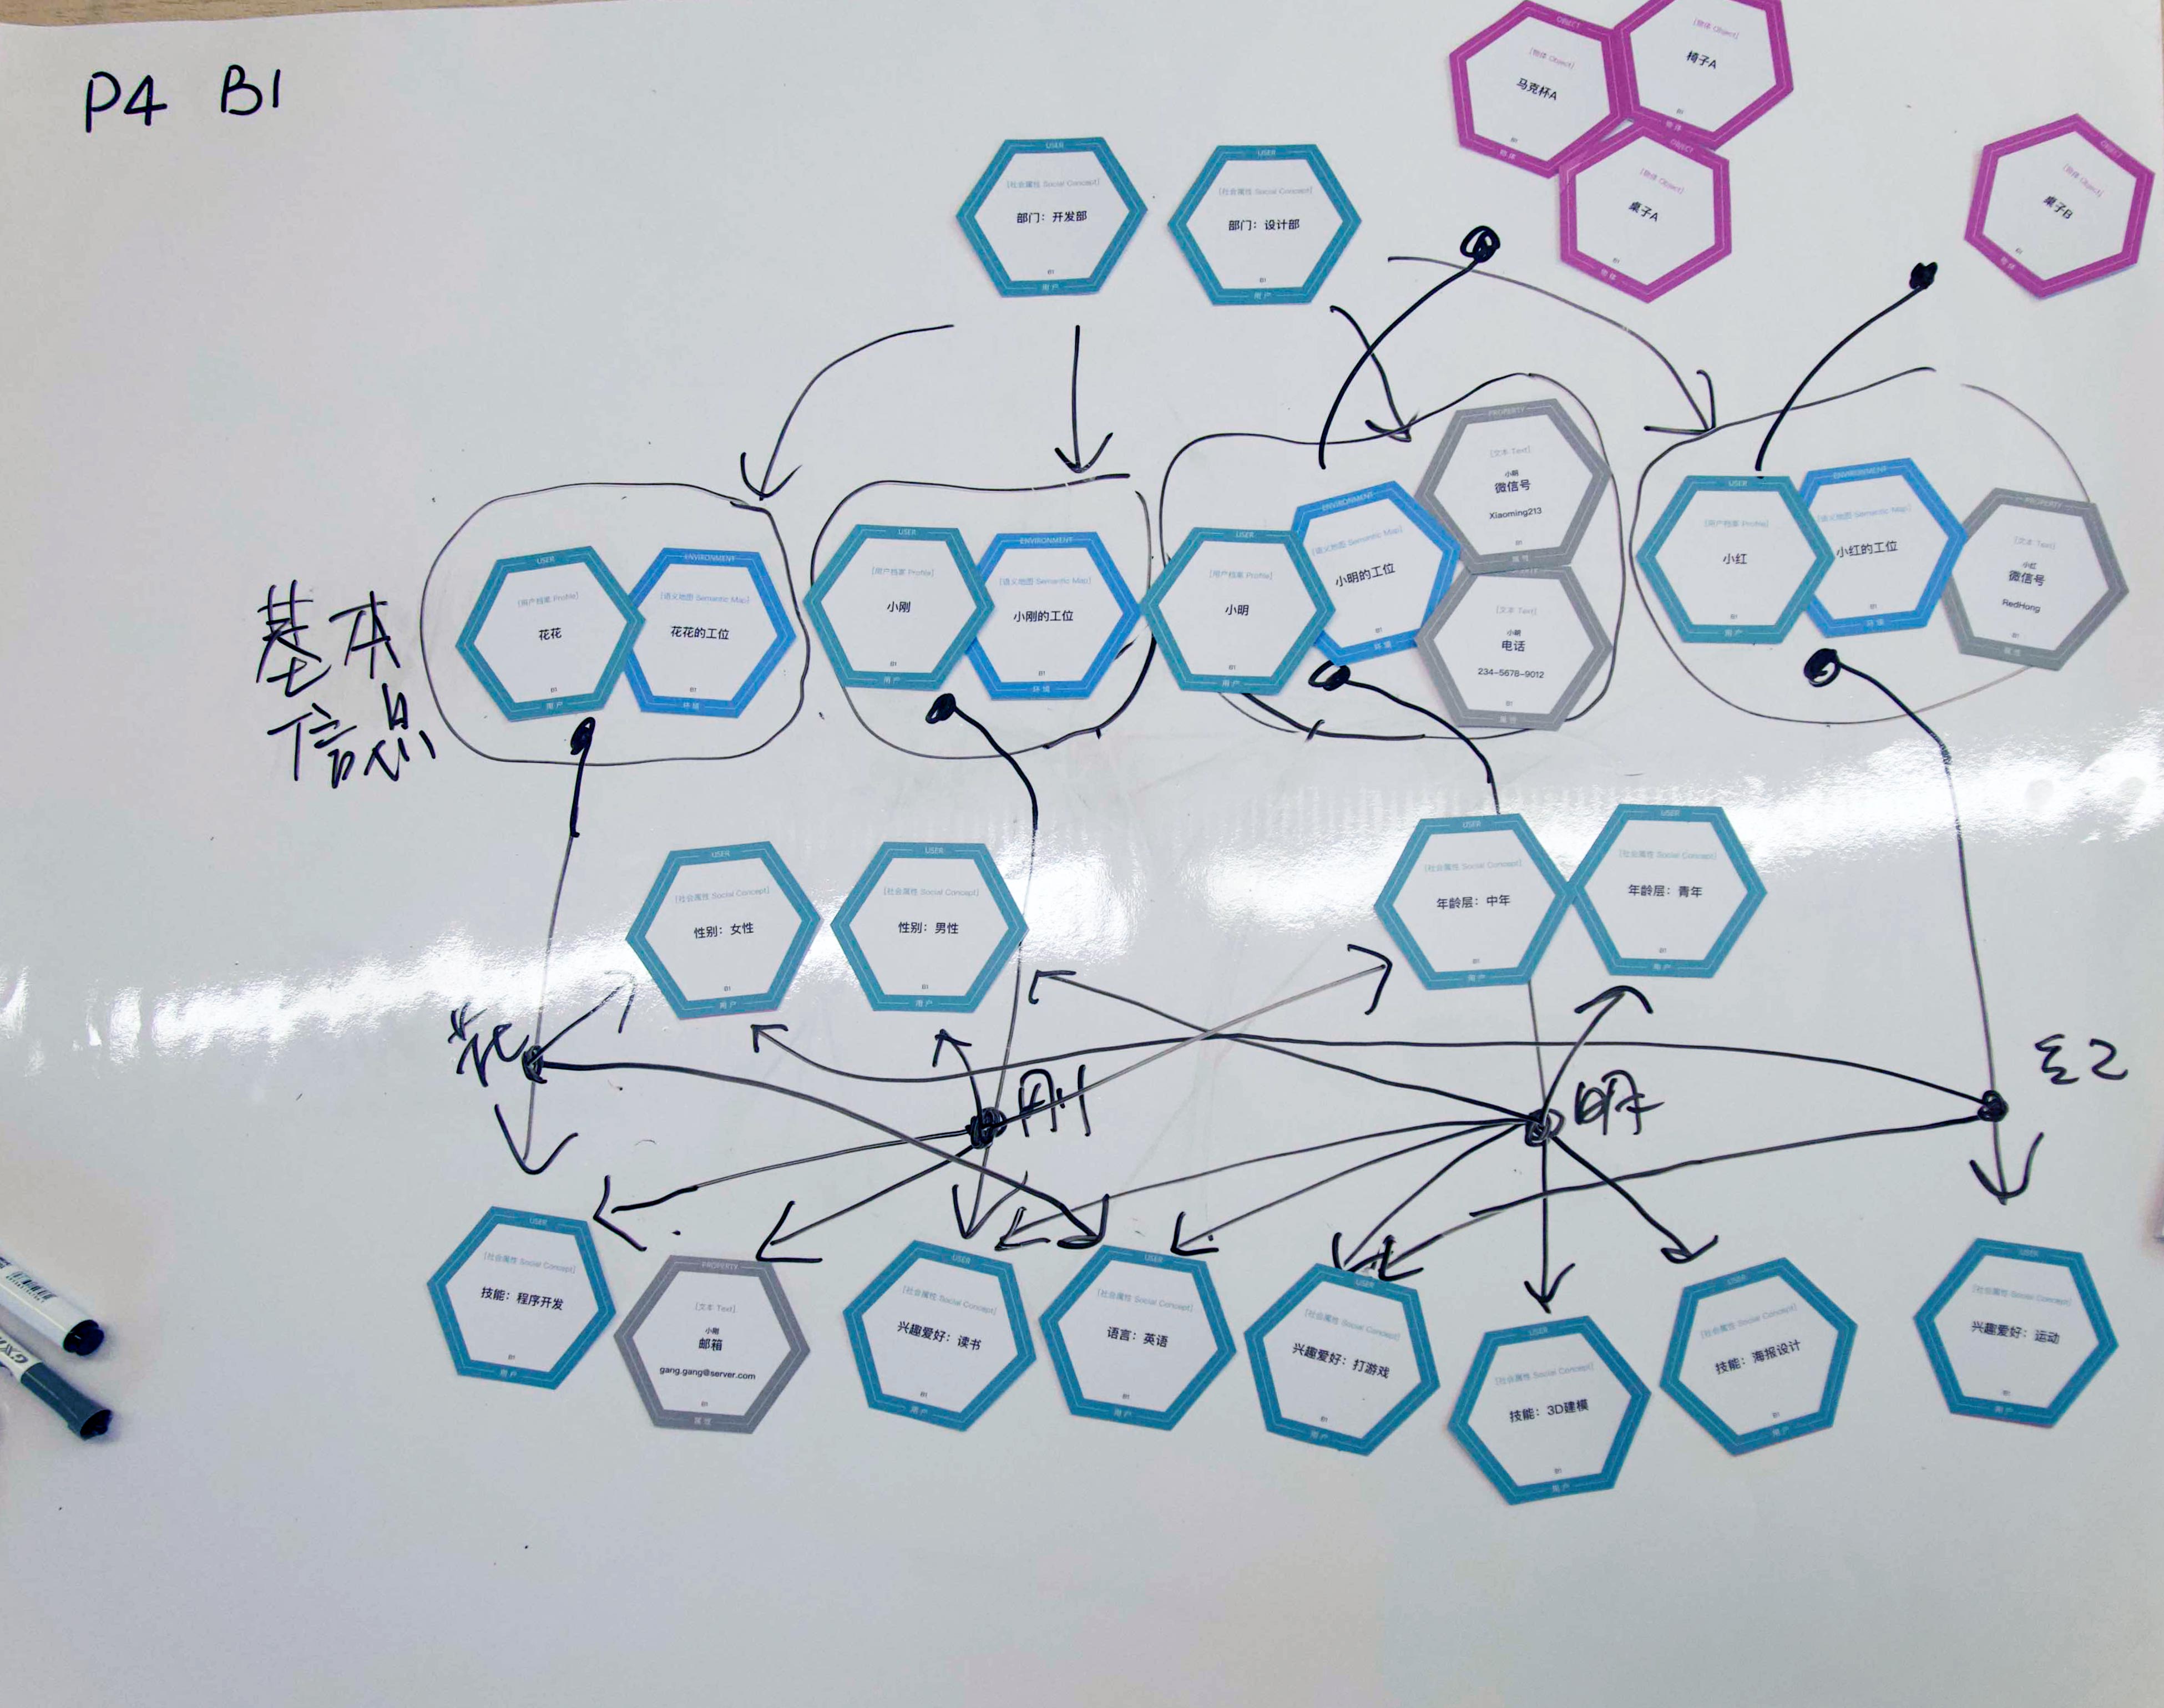 P4 B1
OBJECT
[物体 Object]
马克杯A
B1
物 体
[物体 Object]
椅子A
B1
物 体
OBJECT
[物体 Object]
桌子A
B1
物 体
OBJECT
[物体 Object]
桌子B
B1
物 体
USER
[社会属性 Social Concept]
部门：开发部
B1
用 户
USER
[社会属性 Social Concept]
部门：设计部
B1
用 户
基本
信息
USER
[用户档案 Profile]
花花
B1
用 户
ENVIRONMENT
[语义地图 Semantic Map]
花花的工位
B1
环 境
USER
[用户档案 Profile]
小刚
B1
用 户
ENVIRONMENT
[语义地图 Semantic Map]
小刚的工位
B1
环 境
USER
[用户档案 Profile]
小明
B1
用 户
ENVIRONMENT
[语义地图 Semantic Map]
小明的工位
B1
环 境
PROPERTY
[文本 Text]
小明
微信号
Xiaoming213
B1
属 性
[文本 Text]
小明
电话
234-5678-9012
B1
属 性
USER
[用户档案 Profile]
小红
B1
用 户
ENVIRONMENT
[语义地图 Semantic Map]
小红的工位
B1
环 境
PROPERTY
[文本 Text]
小红
微信号
RedHong
B1
属 性
USER
[社会属性 Social Concept]
性别：女性
B1
用 户
USER
[社会属性 Social Concept]
性别：男性
B1
用 户
USER
[社会属性 Social Concept]
年龄层：中年
B1
用 户
USER
[社会属性 Social Concept]
年龄层：青年
B1
用 户
花
刚
明
红
USER
[社会属性 Social Concept]
技能：程序开发
B1
用 户
PROPERTY
[文本 Text]
小刚
邮箱
gang.gang@server.com
B1
属 性
USER
[社会属性 Social Concept]
兴趣爱好：读书
B1
用 户
USER
[社会属性 Social Concept]
语言：英语
B1
用 户
USER
[社会属性 Social Concept]
兴趣爱好：打游戏
B1
用 户
USER
[社会属性 Social Concept]
技能：3D建模
B1
用 户
USER
[社会属性 Social Concept]
技能：海报设计
B1
用 户
USER
[社会属性 Social Concept]
兴趣爱好：运动
B1
用 户